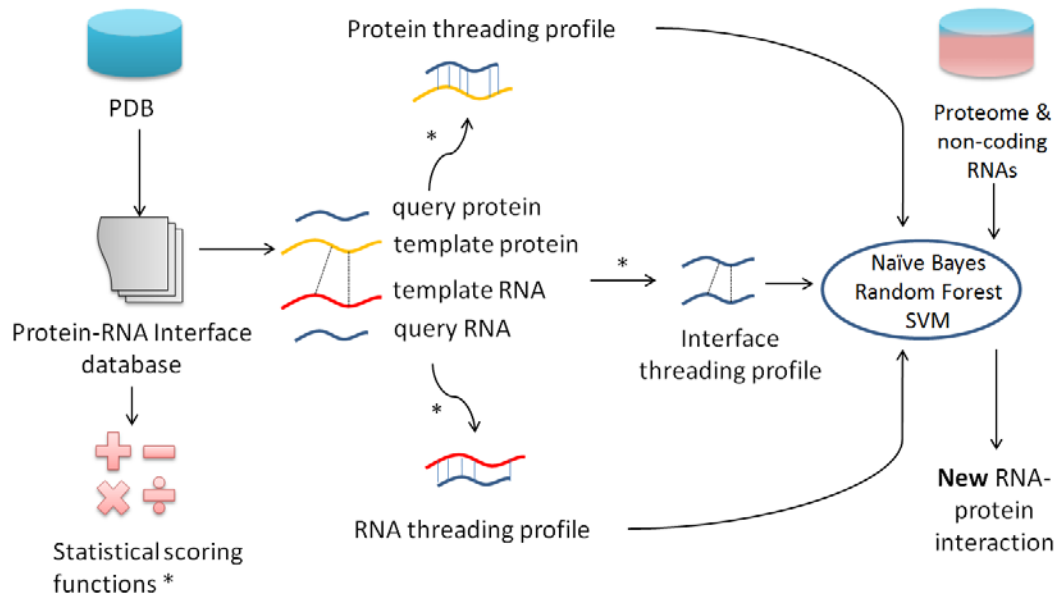 Protein threading profile
PDB
*
Proteome &
non-coding
RNAs
query protein
template protein
template RNA
query RNA
*
Naïve Bayes
Random Forest
SVM
Protein-RNA Interface
database
Interface
threading profile
*
RNA threading profile
Statistical scoring
functions *
New RNA-
protein
interaction